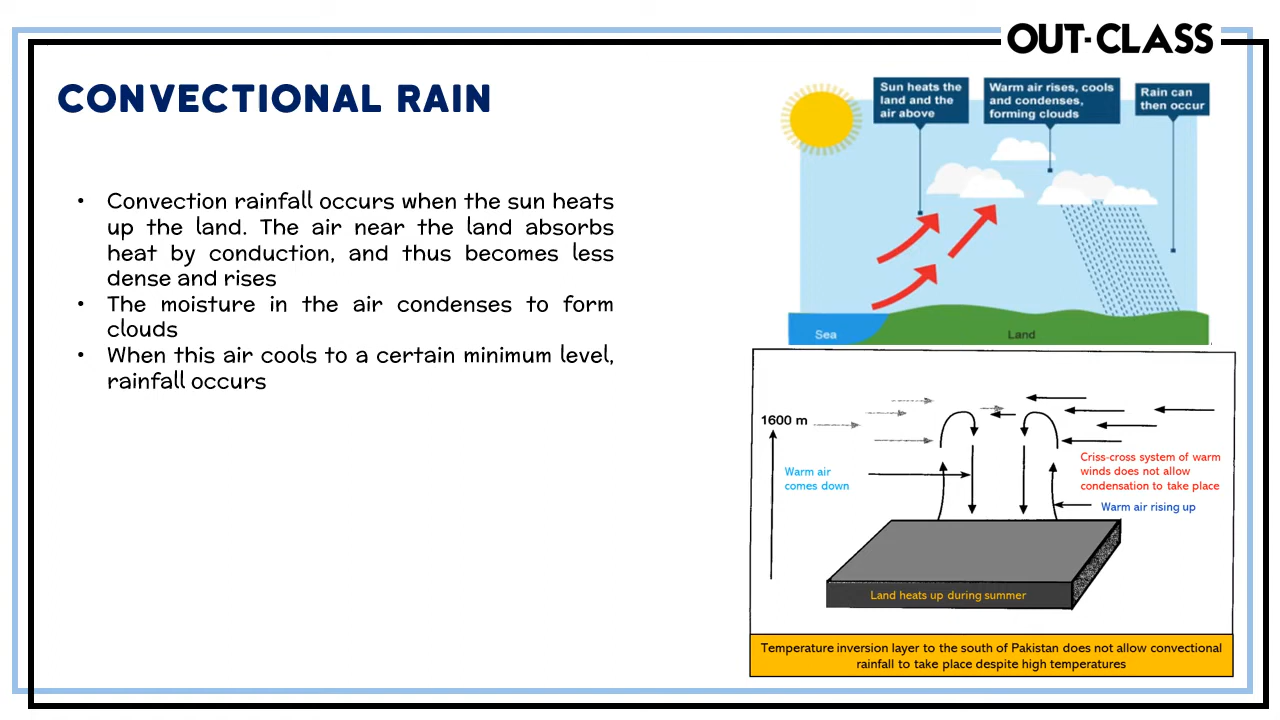 OUT-CLASS
CONVECTIONAL RAIN
• Convection rainfall occurs when the sun heats
up the land. The air near the land absorbs
heat by conduction, and thus becomes less
dense and rises
• The moisture in the air condenses to form
clouds
• When this air cools to a certain minimum level,
rainfall occurs
Sun heats the
land and the
air above
Warm air rises, cools
and condenses,
forming clouds
Rain can
then occur
Sea
Land
1600 m
Warm air
comes down
Criss-cross system of warm
winds does not allow
condensation to take place
Warm air rising up
Land heats up during summer
Temperature inversion layer to the south of Pakistan does not allow convectional
rainfall to take place despite high temperatures